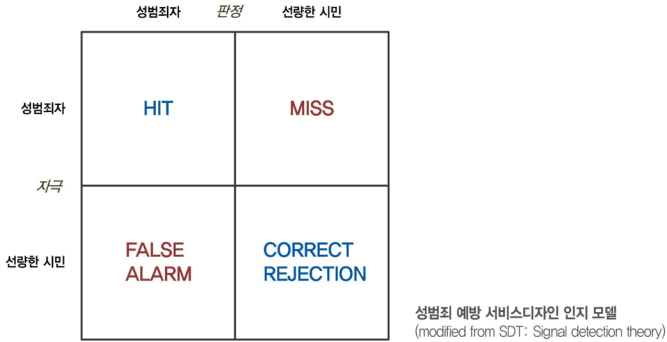 성범죄자 판정 선량한 시민
성범죄자 HIT MISS
자극
선량한 시민 FALSE ALARM CORRECT REJECTION
성범죄 예방 서비스디자인 인지 모델
(modified from SDT: Signal detection theory)